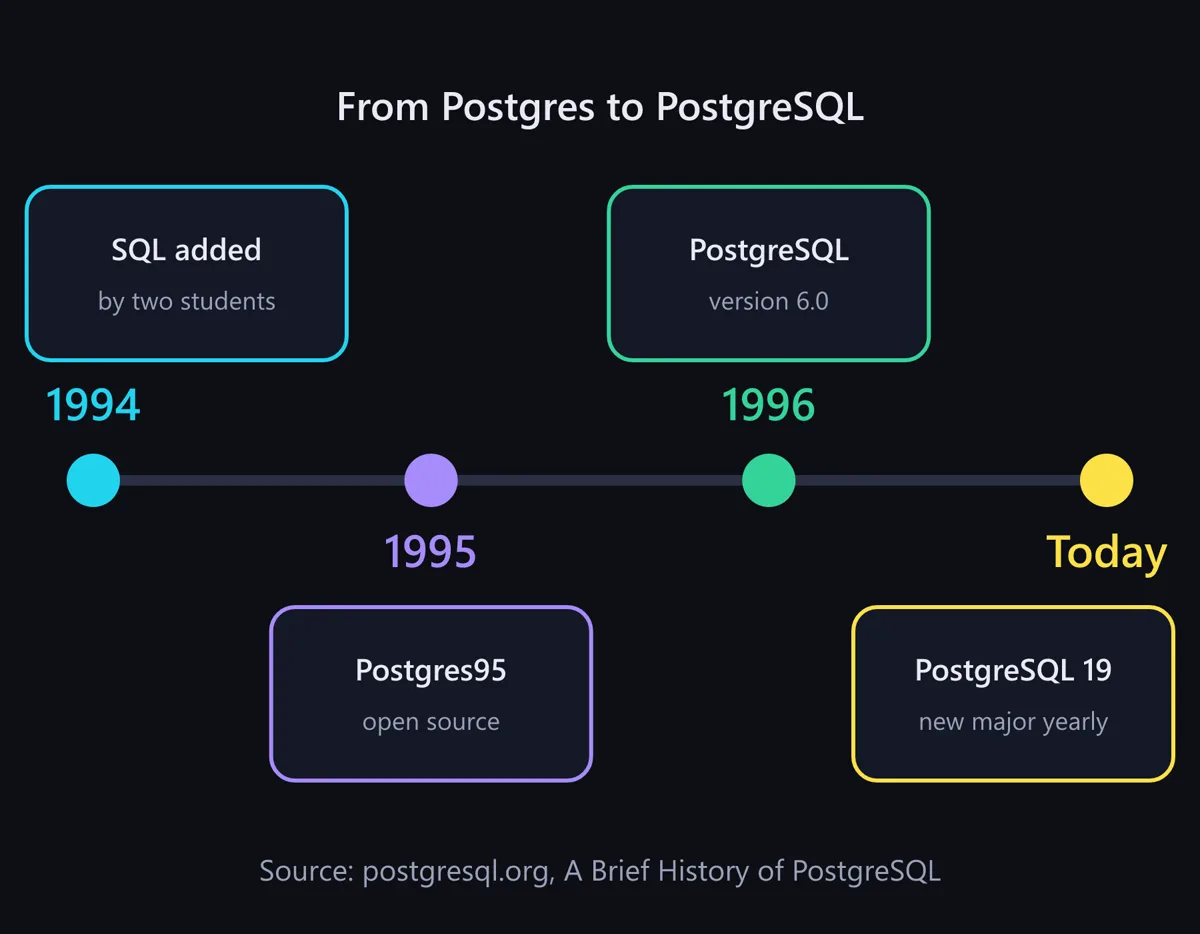 From Postgres to PostgreSQL
SQL added
by two students
1994
PostgreSQL
version 6.0
1996
1995
Postgres95
open source
Today
PostgreSQL 19
new major yearly
Source: postgresql.org, A Brief History of PostgreSQL